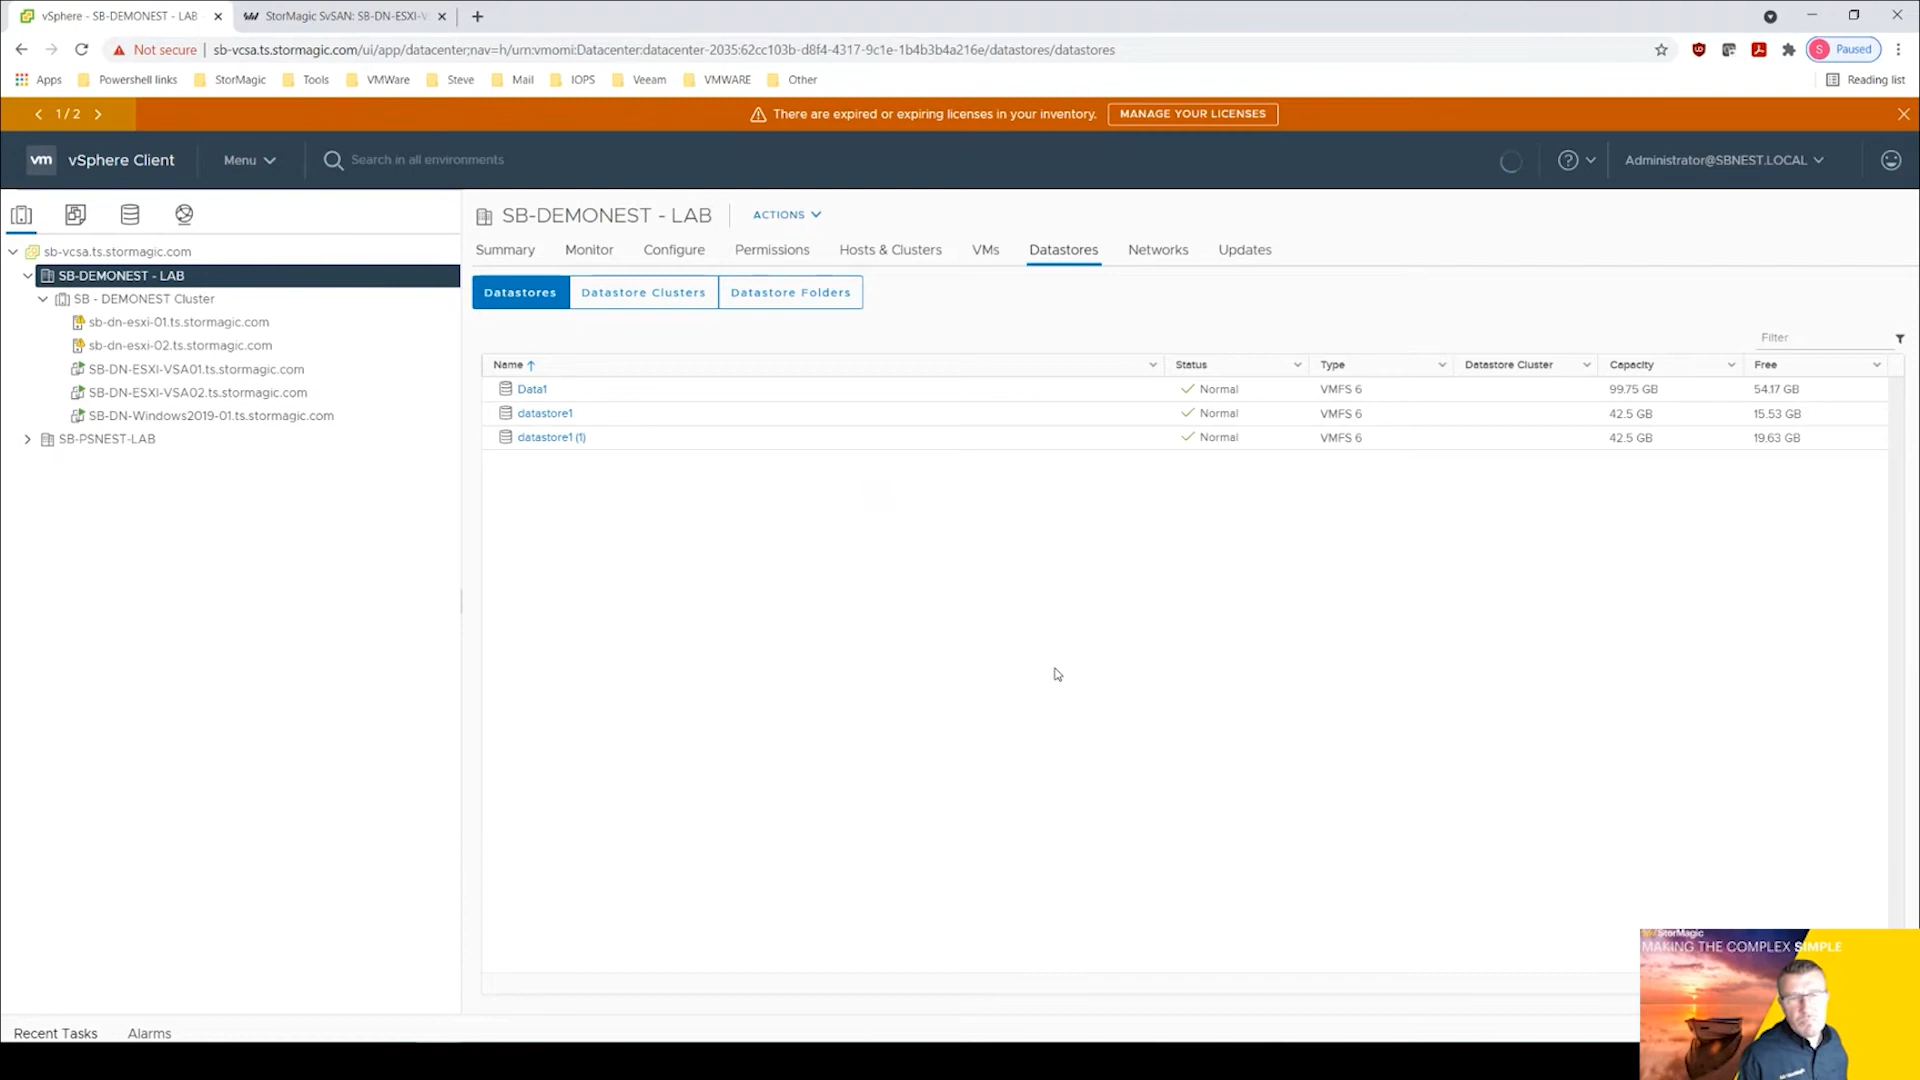 vSphere - SB-DEMONEST - LAB
StorMagic SvSAN: SB-DN-ESXI-V
Not secure
sb-vcsa.ts.stormagic.com/ui/app/datacenter;nav=h/urn:vmomi:Datacenter:datacenter-2035:62cc103b-d8f4-4317-9c1e-1b4b3b4a216e/datastores/datastores
S Paused
Apps Powershell links StorMagic Tools VMWare Steve Mail IOPS Veeam VMWARE Other Reading list
1 / 2
There are expired or expiring licenses in your inventory. MANAGE YOUR LICENSES
vm vSphere Client Menu Search in all environments Administrator@SBNEST.LOCAL
sb-vcsa.ts.stormagic.com
SB-DEMONEST - LAB
SB - DEMONEST Cluster
sb-dn-esxi-01.ts.stormagic.com
sb-dn-esxi-02.ts.stormagic.com
SB-DN-ESXI-VSA01.ts.stormagic.com
SB-DN-ESXI-VSA02.ts.stormagic.com
SB-DN-Windows2019-01.ts.stormagic.com
SB-PSNEST-LAB
SB-DEMONEST - LAB ACTIONS
Summary Monitor Configure Permissions Hosts & Clusters VMs Datastores Networks Updates
Datastores Datastore Clusters Datastore Folders
Filter
Name Status Type Datastore Cluster Capacity Free
Data1 Normal VMFS 6 99.75 GB 54.17 GB
datastore1 Normal VMFS 6 42.5 GB 15.53 GB
datastore1 (1) Normal VMFS 6 42.5 GB 19.63 GB
Recent Tasks Alarms
StorMagic
MAKING THE COMPLEX SIMPLE